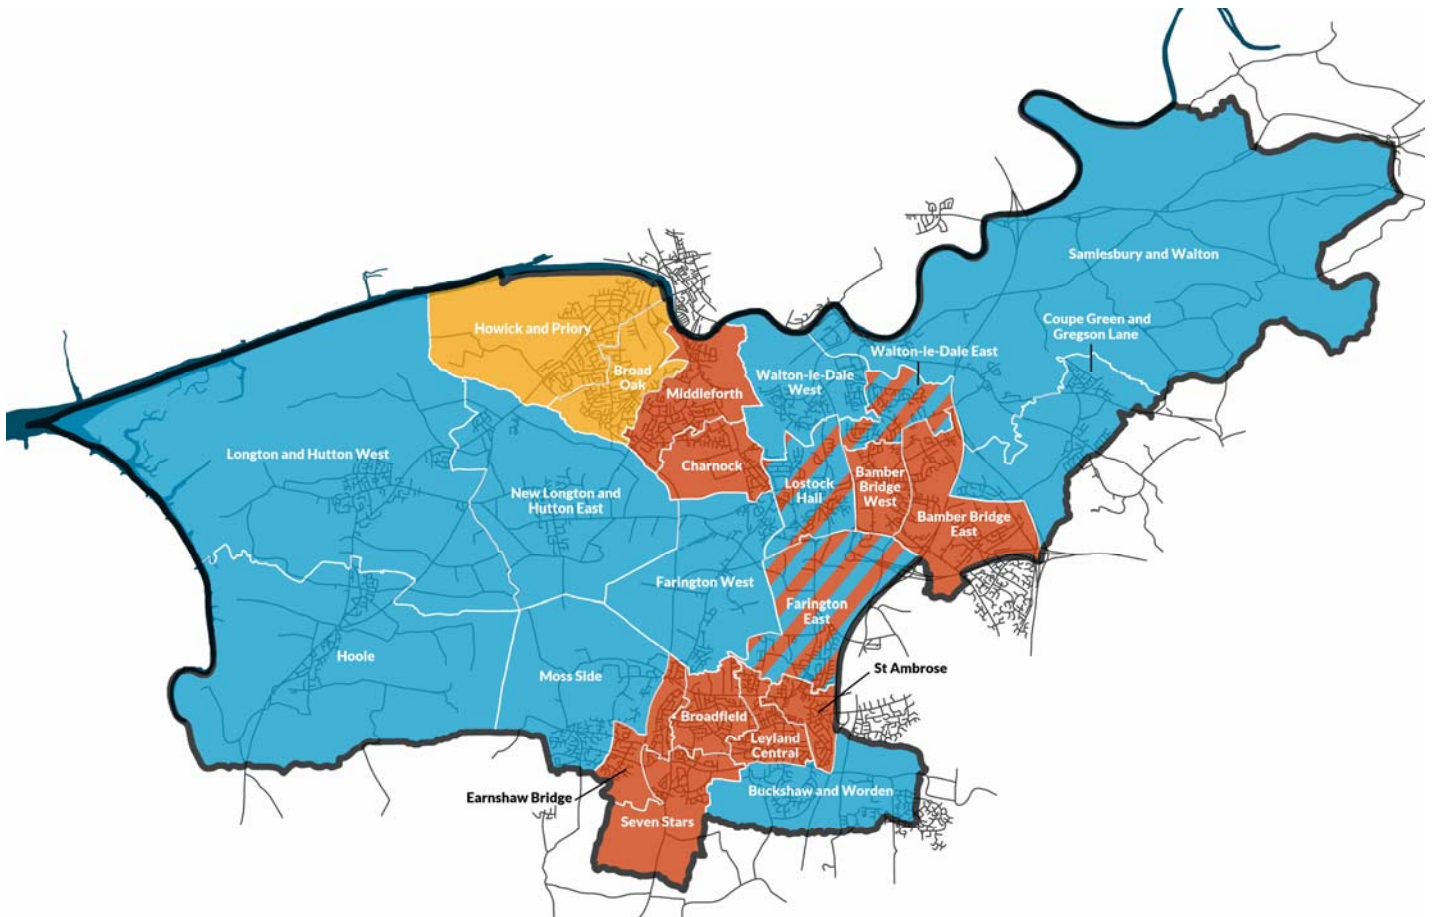 Samlesbury and Walton
Coupe Green and
Gregson Lane
Howick and Priory
Walton-le-Dale East
Broad
Oak
Walton-le-Dale
West
Middleforth
Longton and Hutton West
Charnock
New Longton and
Hutton East
Lostock
Hall
Bamber
Bridge
West
Bamber Bridge
East
Farington West
Farington
East
Hoole
Moss Side
St Ambrose
Broadfield
Leyland
Central
Earnshaw Bridge
Buckshaw and Worden
Seven Stars